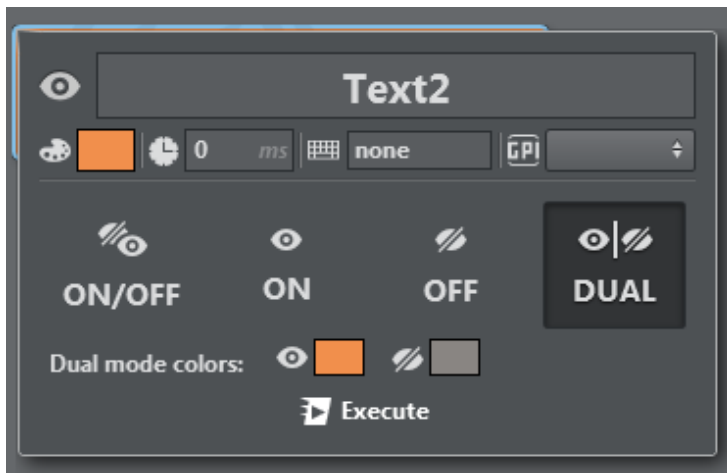 Text2
0 ms none GPI
ON/OFF ON OFF DUAL
Dual mode colors:
Execute